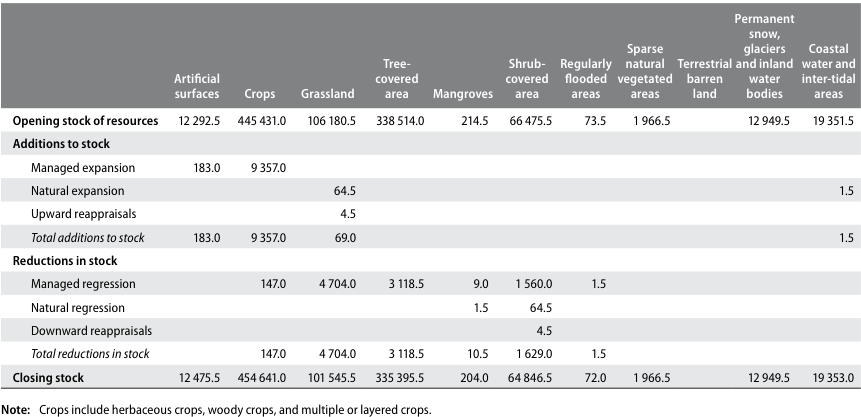 Artificial surfaces Crops Grassland Tree-covered area Mangroves Shrub-covered area Regularly flooded areas Sparse natural vegetated areas Terrestrial barren land Permanent snow, glaciers and inland water bodies Coastal water and inter-tidal areas
Opening stock of resources 12 292.5 445 431.0 106 180.5 338 514.0 214.5 66 475.5 73.5 1 966.5 12 949.5 19 351.5
Additions to stock
Managed expansion 183.0 9 357.0
Natural expansion 64.5 1.5
Upward reappraisals 4.5
Total additions to stock 183.0 9 357.0 69.0 1.5
Reductions in stock
Managed regression 147.0 4 704.0 3 118.5 9.0 1 560.0 1.5
Natural regression 1.5 64.5
Downward reappraisals 4.5
Total reductions in stock 147.0 4 704.0 3 118.5 10.5 1 629.0 1.5
Closing stock 12 475.5 454 641.0 101 545.5 335 395.5 204.0 64 846.5 72.0 1 966.5 12 949.5 19 353.0
Note: Crops include herbaceous crops, woody crops, and multiple or layered crops.